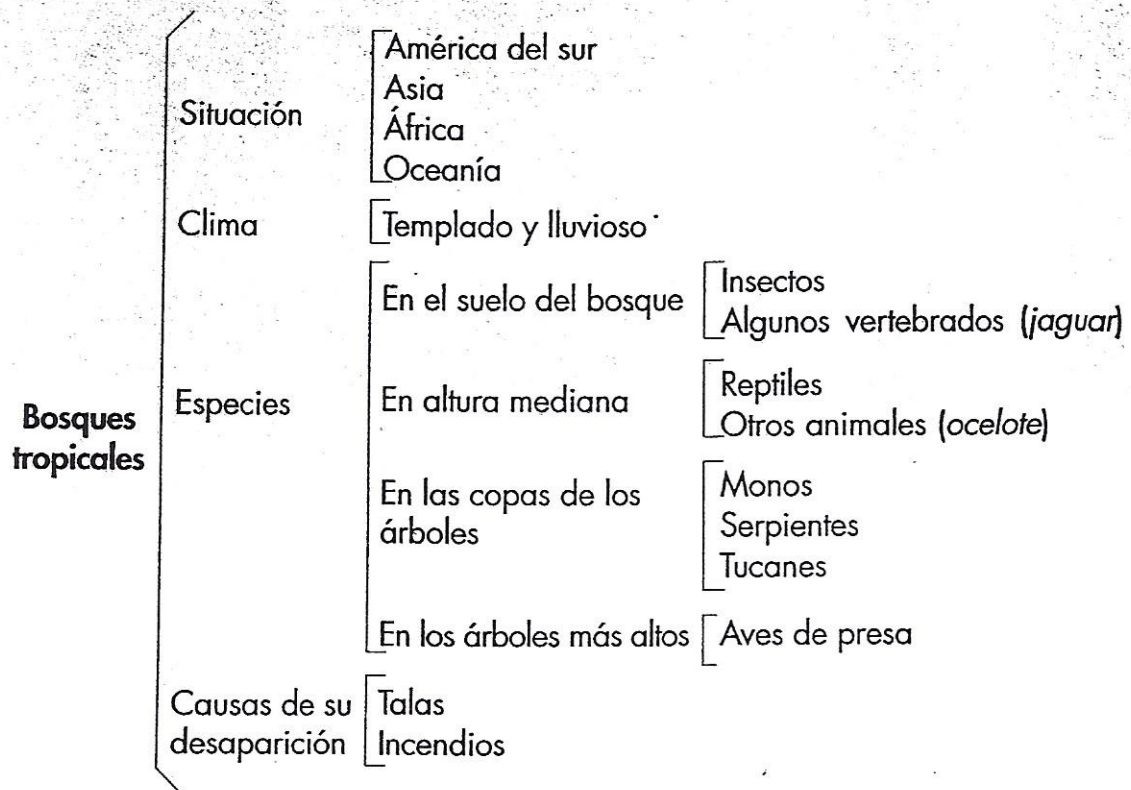 Bosques
tropicales
Situación
América del sur
Asia
África
Oceanía
Clima
Templado y lluvioso
Especies
En el suelo del bosque
Insectos
Algunos vertebrados (jaguar)
En altura mediana
Reptiles
Otros animales (ocelote)
En las copas de los
árboles
Monos
Serpientes
Tucanes
En los árboles más altos
Aves de presa
Causas de su
desaparición
Talas
Incendios